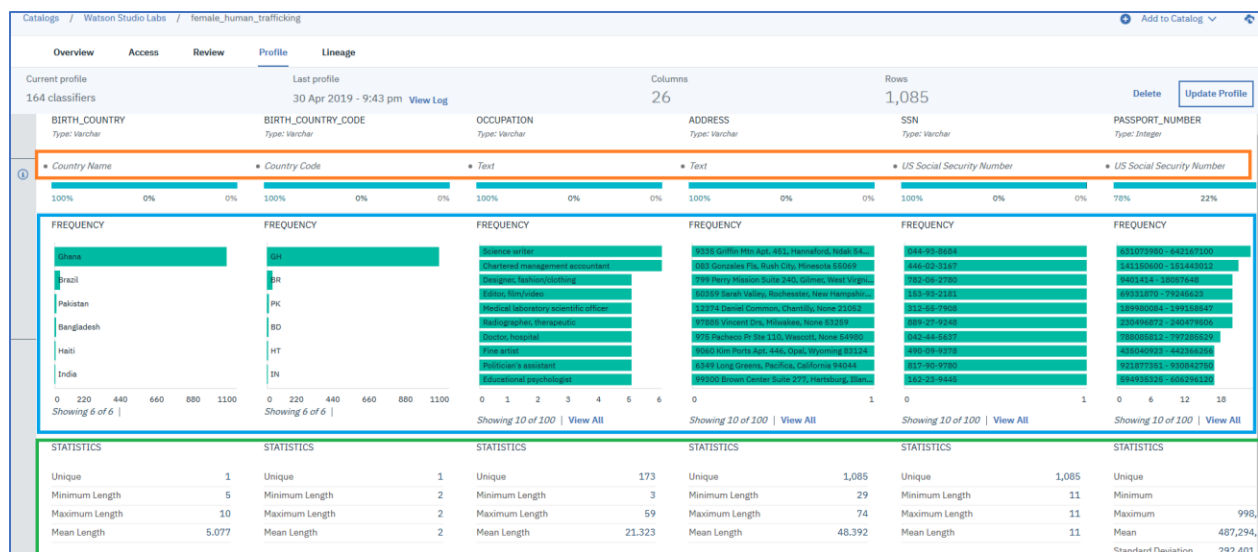 Catalogs / Watson Studio Labs / female_human_trafficking Add to Catalog
Overview Access Review Profile Lineage
Current profile Last profile Columns Rows
164 classifiers 30 Apr 2019 - 9:43 pm View Log 26 1,085 Delete Update Profile
BIRTH_COUNTRY BIRTH_COUNTRY_CODE OCCUPATION ADDRESS SSN PASSPORT_NUMBER
Type: Varchar Type: Varchar Type: Varchar Type: Varchar Type: Varchar Type: Integer
• Country Name • Country Code • Text • Text • US Social Security Number • US Social Security Number
100% 0% 0% 100% 0% 0% 100% 0% 0% 100% 0% 0% 100% 0% 0% 78% 22%
FREQUENCY FREQUENCY FREQUENCY FREQUENCY FREQUENCY FREQUENCY
Ghana GH Science writer 9335 Griffin Mtn Apt. 451, Hannaford, Ndak 54... 044-93-8684 631073980 - 642167100
Chartered management accountant 083 Gonzales Fls, Rush City, Minesota 55069 446-02-3167 141150600 - 151443012
Brazil BR Designer, fashion/clothing 799 Perry Mission Suite 240, Gilmer, West Virgni... 782-06-2780 9401414 - 18057648
Editor, film/video 50359 Sarah Valley, Rochesster, New Hampshir... 153-93-2181 69331870 - 79245623
Pakistan PK Medical laboratory scientific officer 12374 Daniel Common, Chantilly, None 21052 312-55-7908 189980084 - 199158547
Bangladesh BD Radiographer, therapeutic 97885 Vincent Drs, Milwakee, None 53259 889-27-9248 230496872 - 240479606
Doctor, hospital 975 Pacheco Pr Ste 110, Wescott, None 54980 042-44-5637 788085812 - 797285529
Haiti HT Fine artist 9060 Kim Ports Apt. 446, Opal, Wyoming 83124 490-09-9378 435040923 - 442366256
Politician's assistant 6349 Long Greens, Pacifica, California 94044 817-90-9780 921877361 - 930842750
India IN Educational psychologist 99300 Brown Center Suite 277, Hartsburg, Illan... 162-23-9445 594935325 - 606296120
0 220 440 660 880 1100 0 220 440 660 880 1100 0 1 2 3 4 5 6 0 1 0 1 0 6 12 18
Showing 6 of 6 | Showing 6 of 6 | Showing 10 of 100 | View All Showing 10 of 100 | View All Showing 10 of 100 | View All Showing 10 of 100 | View All
STATISTICS STATISTICS STATISTICS STATISTICS STATISTICS STATISTICS
Unique 1 Unique 1 Unique 173 Unique 1,085 Unique 1,085 Unique
Minimum Length 5 Minimum Length 2 Minimum Length 3 Minimum Length 29 Minimum Length 11 Minimum
Maximum Length 10 Maximum Length 2 Maximum Length 59 Maximum Length 74 Maximum Length 11 Maximum 998,
Mean Length 5.077 Mean Length 2 Mean Length 21.323 Mean Length 48.392 Mean Length 11 Mean 487,294,
Standard Deviation 292,401